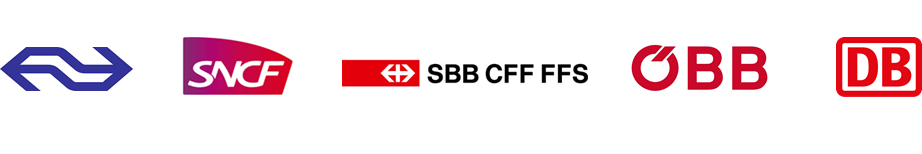 SNCF
SBB CFF FFS
ÖBB
DB